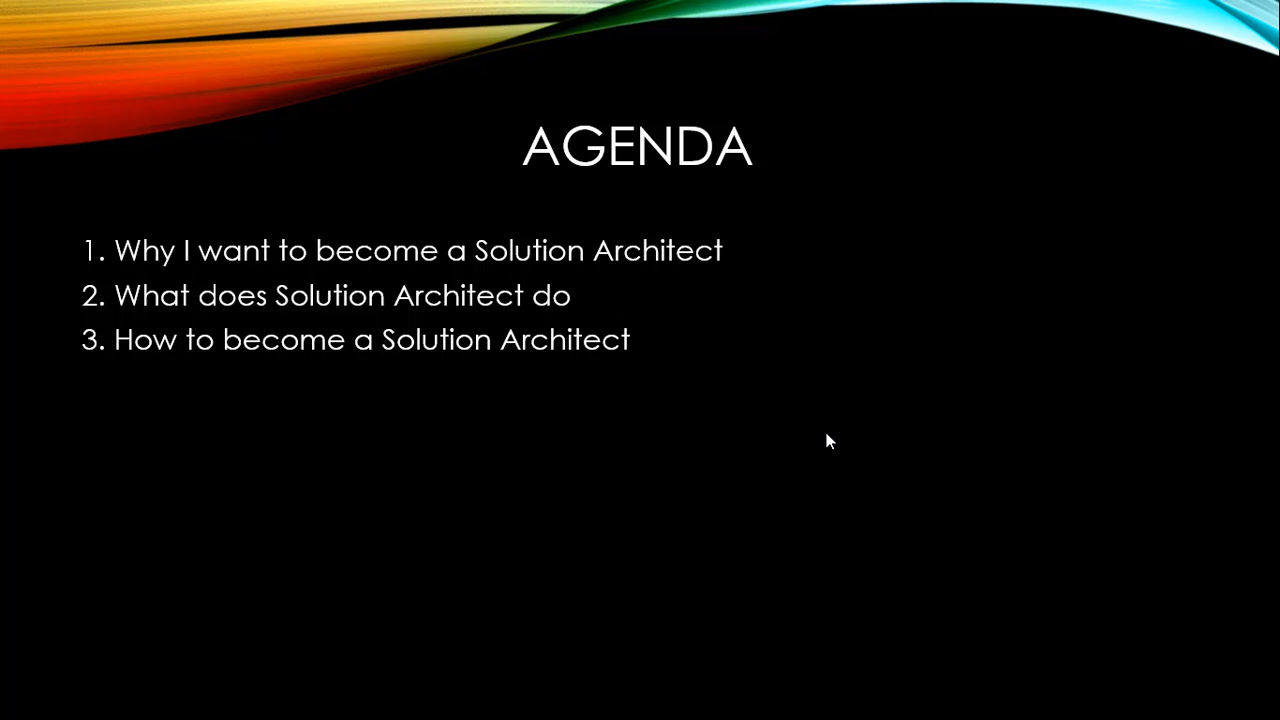 AGENDA
1. Why I want to become a Solution Architect
2. What does Solution Architect do
3. How to become a Solution Architect